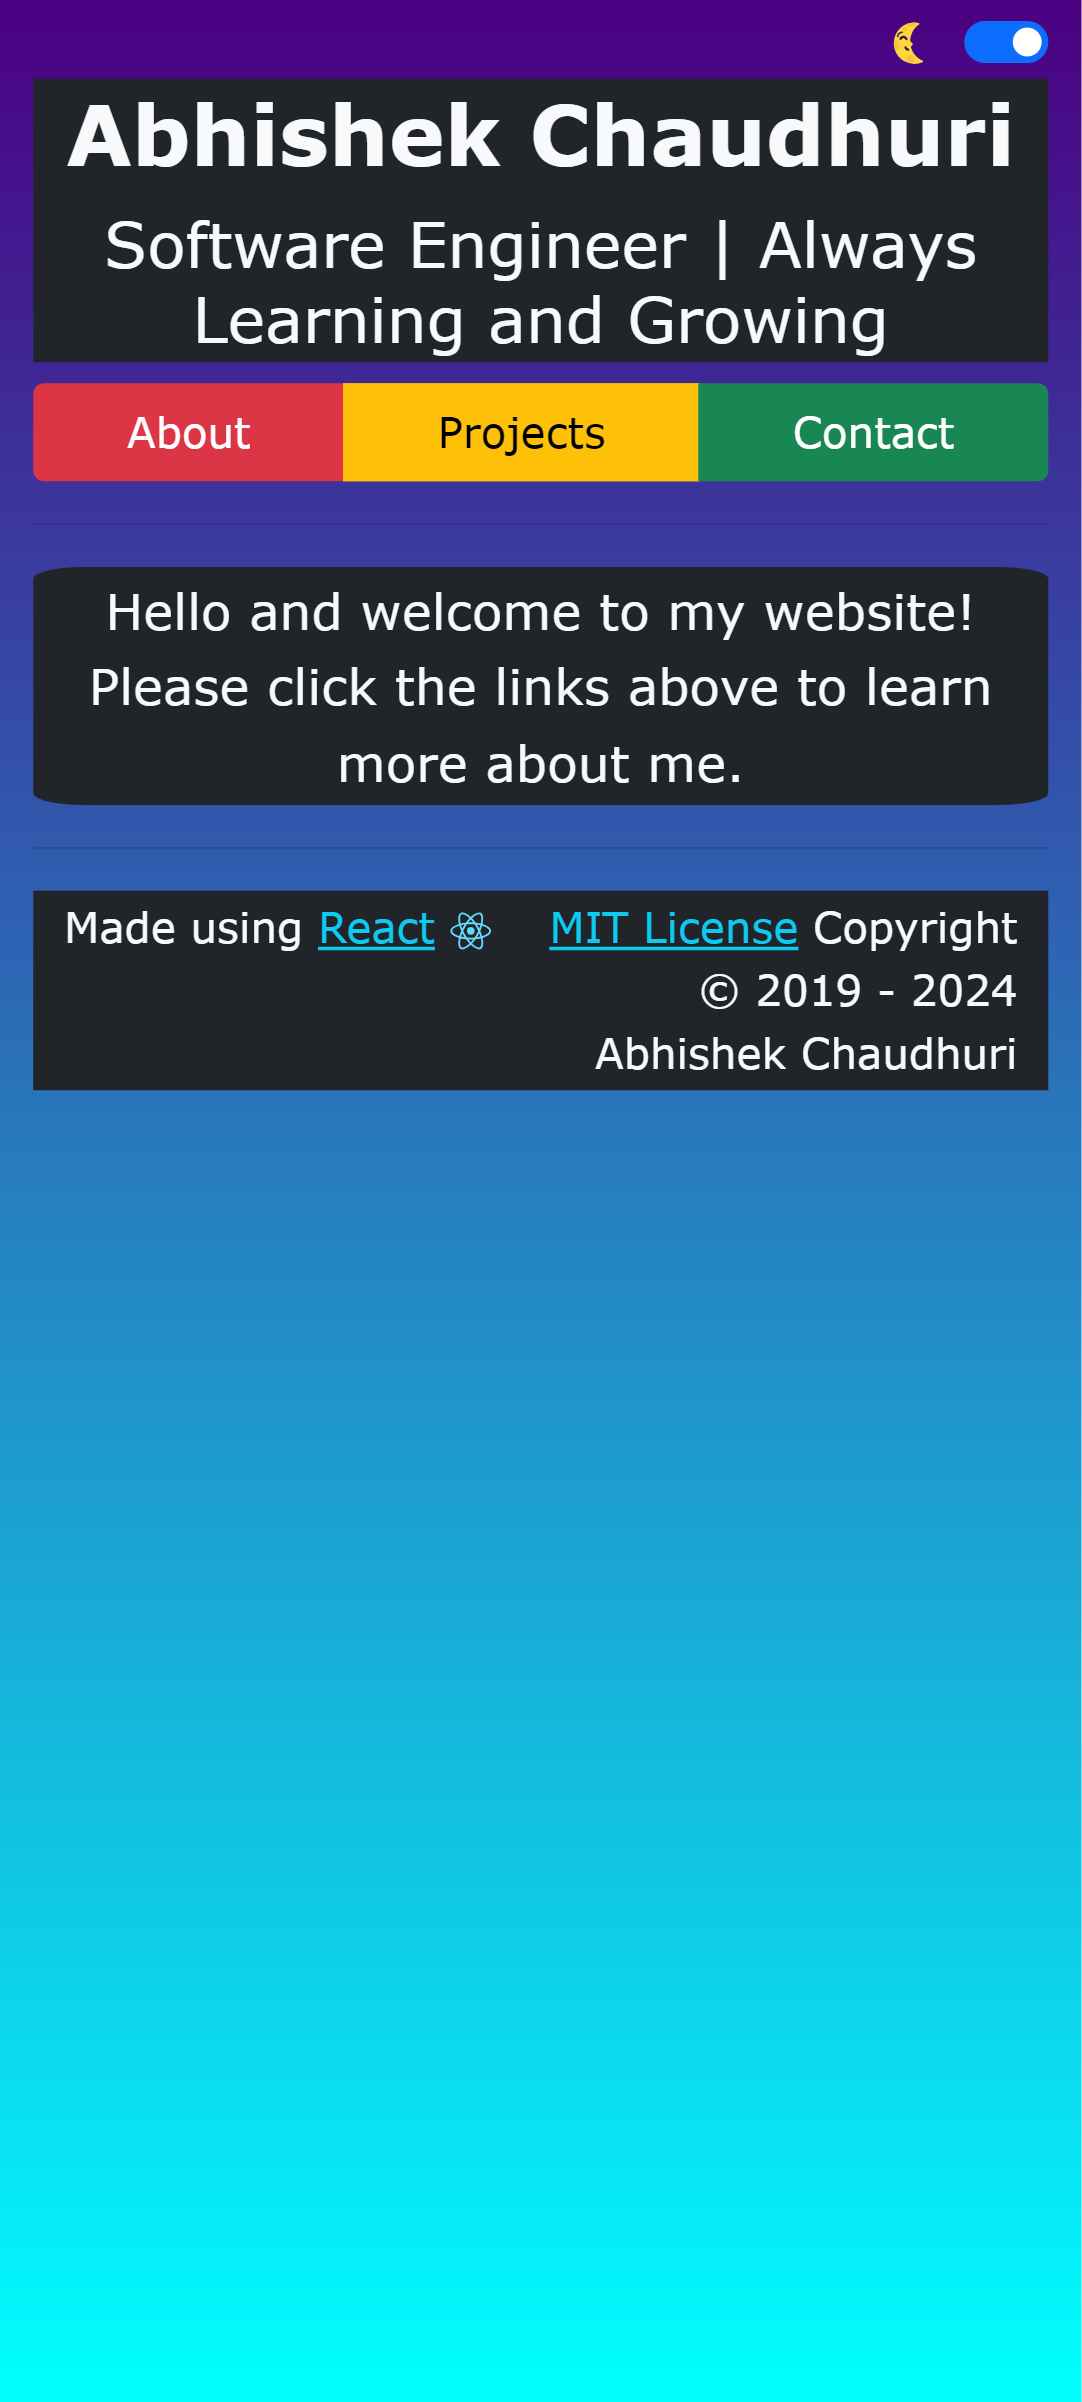 Abhishek Chaudhuri
Software Engineer | Always
Learning and Growing
About
Projects
Contact
Hello and welcome to my website!
Please click the links above to learn
more about me.
Made using React
MIT License Copyright
© 2019 - 2024
Abhishek Chaudhuri